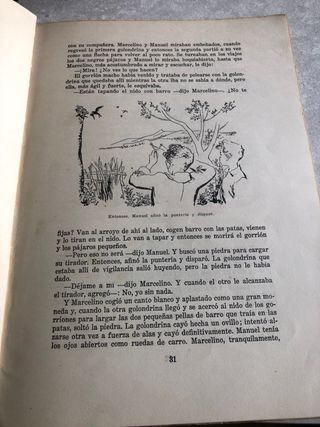 con su compañera. Marcelino y Manuel miraban embobados, cuando
regresó la primera golondrina y entonces la segunda partió a su vez
como una flecha para volver al poco rato. Se turnaban en los viajes
los dos negros pájaros y Manuel lo miraba boquiabierto, hasta que
Marcelino, más acostumbrado a mirar y escuchar, le dijo:
—¡Mira! ¿No ves lo que hacen?
El gorrión macho había venido y trataba de pelearse con la golon-
drina que quedaba allí mientras la otra iba no se sabía a dónde, pero
ella, más ágil y fuerte, le esquivaba.
—Están tapando el nido con barro —dijo Marcelino—. ¿No te
Entonces, Manuel afinó la puntería y disparó.
fijas? Van al arroyo de ahí al lado, cogen barro con las patas, vienen
y lo tiran en el nido. Lo van a tapar y entonces se morirá el gorrión
y los pájaros pequeños.
—Pero eso no será —dijo Manuel. Y buscó una piedra para cargar
su tirador. Entonces, afinó la puntería y disparó. La golondrina que
estaba allí de vigilancia salió huyendo, pero la piedra no le había
dado.
—Déjame a mí —dijo Marcelino. Y cuando el otro le alcanzaba
el tirador, agregó—: No, yo sin nada.
Y Marcelino cogió un canto blanco y aplastado como una gran mo-
neda y, cuando la otra golondrina llegó y se acercó al nido de los go-
rriones para largar las dos pequeñas pellas de barro que traía en las
patas, soltó la piedra. La golondrina cayó hecha un ovillo; intentó al-
zarse otra vez a fuerza de alas y cayó definitivamente. Manuel tenía
los ojos abiertos como ruedas de carro. Marcelino, tranquilamente,
31